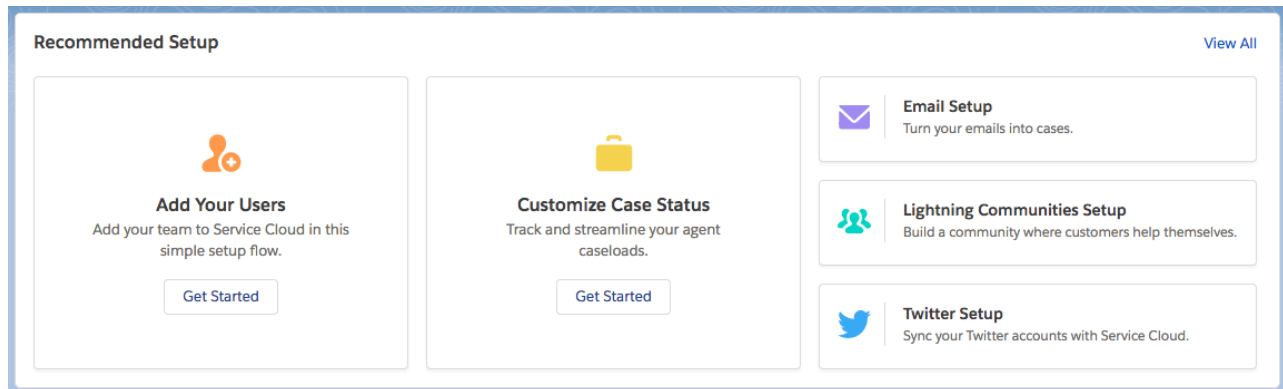 Recommended Setup
View All
Add Your Users
Add your team to Service Cloud in this
simple setup flow.
Get Started
Customize Case Status
Track and streamline your agent
caseloads.
Get Started
Email Setup
Turn your emails into cases.
Lightning Communities Setup
Build a community where customers help themselves.
Twitter Setup
Sync your Twitter accounts with Service Cloud.